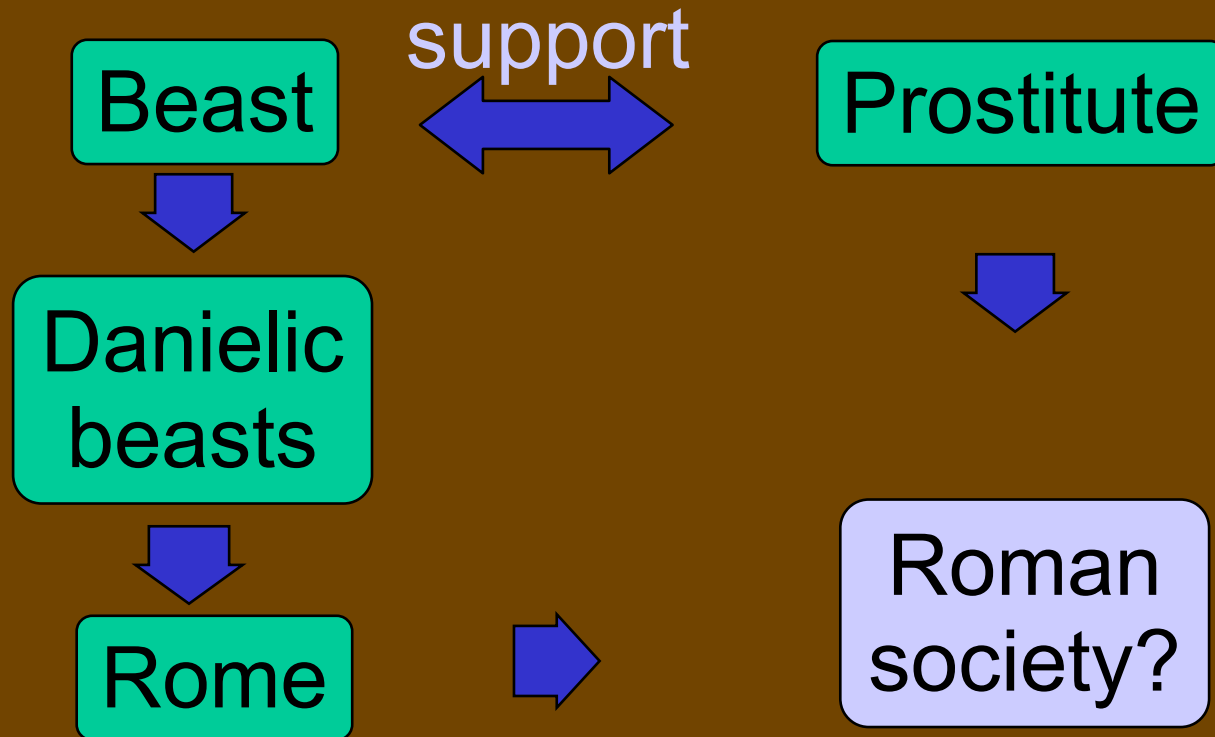 support
Beast
Prostitute
Danielic
beasts
Roman
society?
Rome